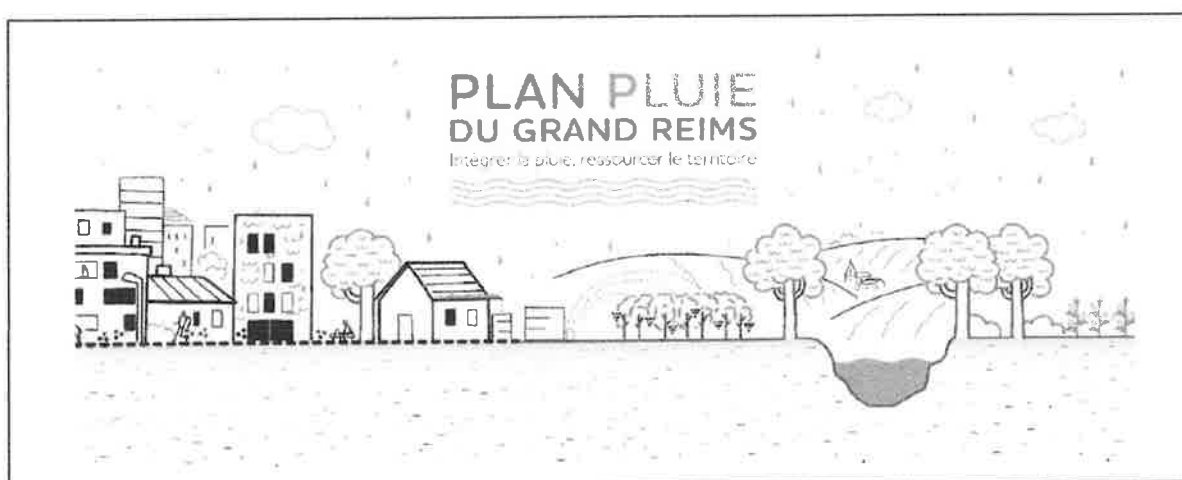 PLAN PLUIE
DU GRAND REIMS
Intégrer la pluie, ressourcer le territoire